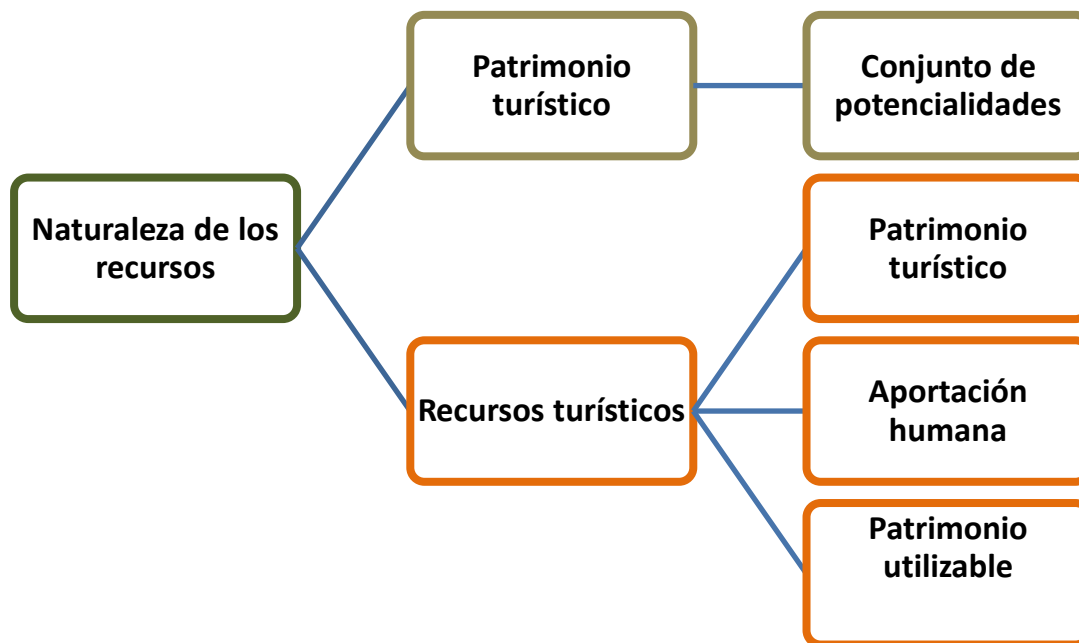 Patrimonio
turístico
Conjunto de
potencialidades
Naturaleza de los
recursos
Patrimonio
turístico
Recursos turísticos
Aportación
humana
Patrimonio
utilizable